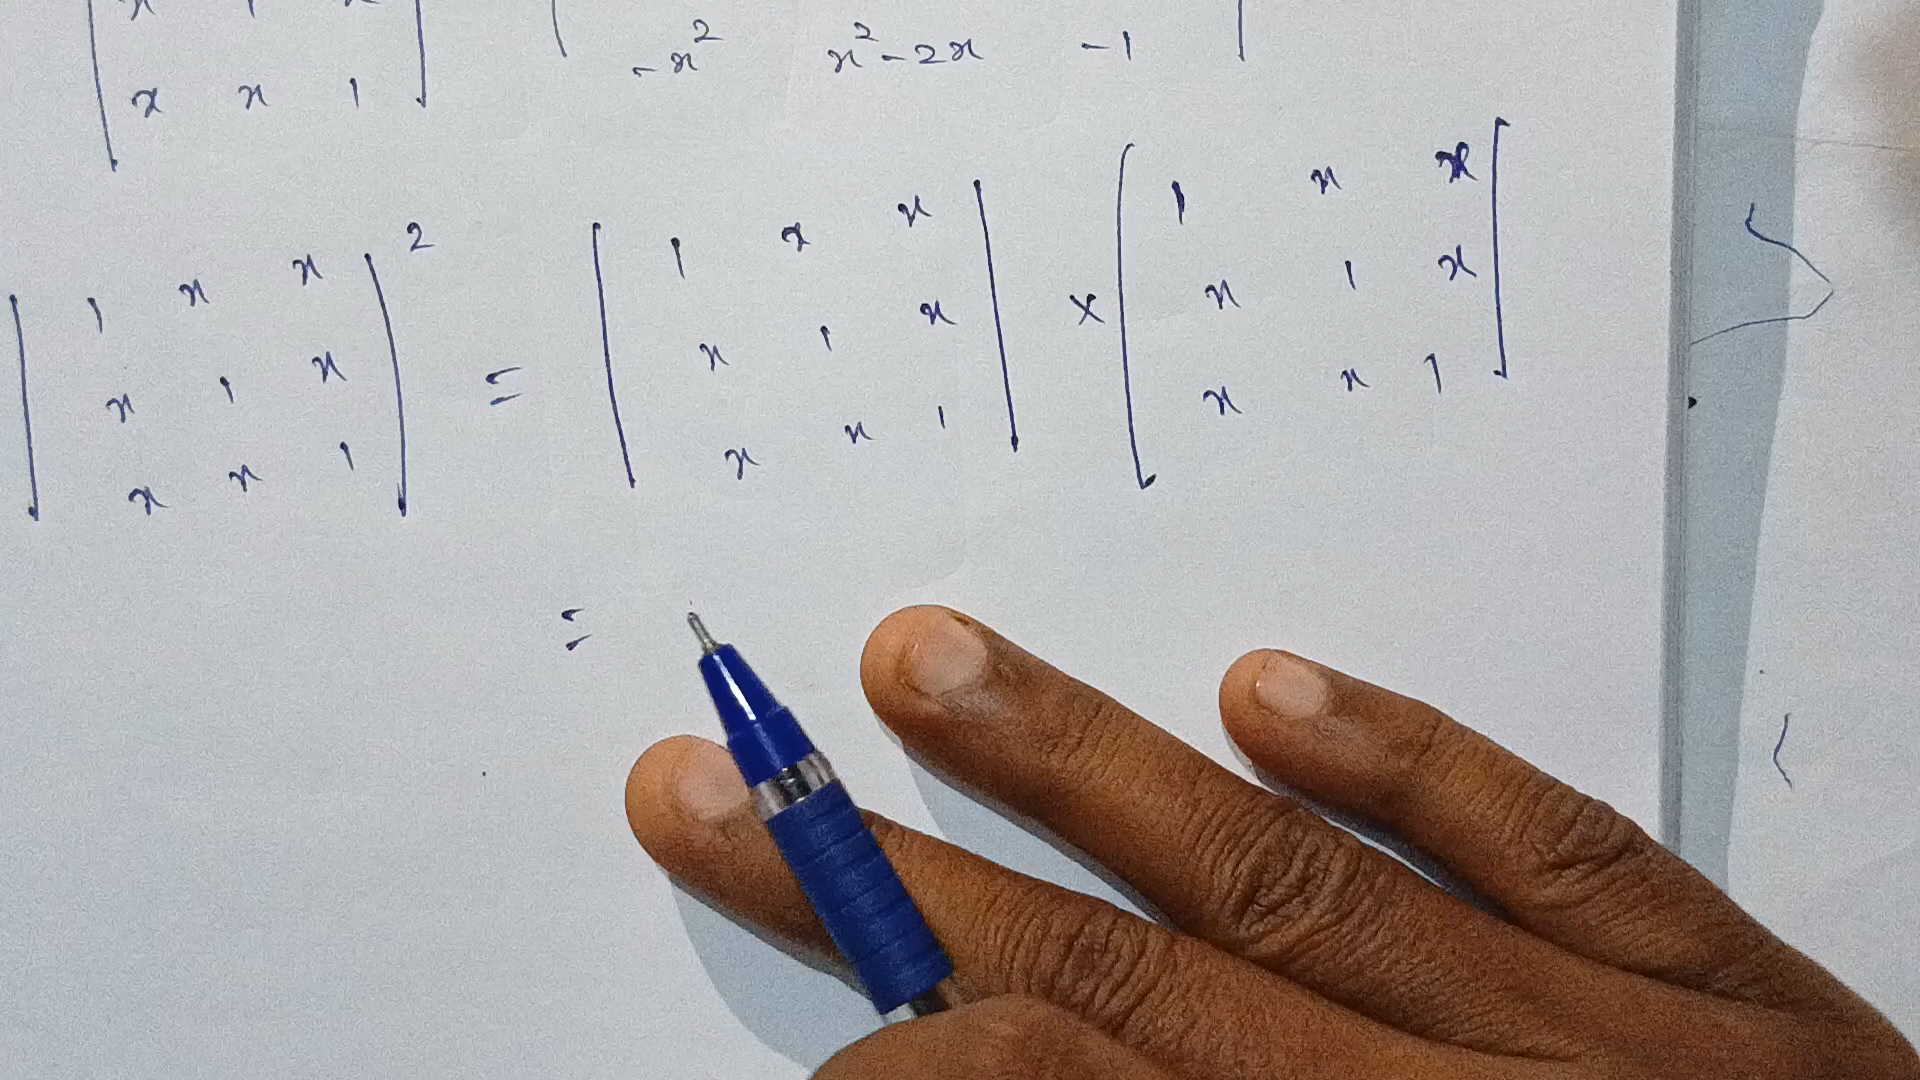 x x 1 | | -x² x²-2x -1 |
| 1 x x |² = | 1 x x | × | 1 x x |
| x 1 x | | x 1 x | | x 1 x |
| x x 1 | | x x 1 | | x x 1 |
=